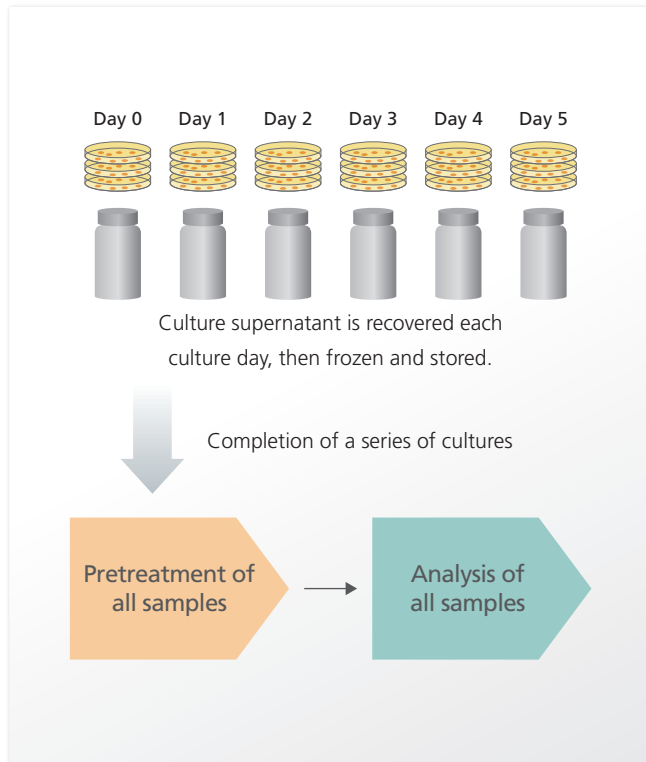 Day 0 Day 1 Day 2 Day 3 Day 4 Day 5
Culture supernatant is recovered each
culture day, then frozen and stored.
Completion of a series of cultures
Pretreatment of
all samples
Analysis of
all samples